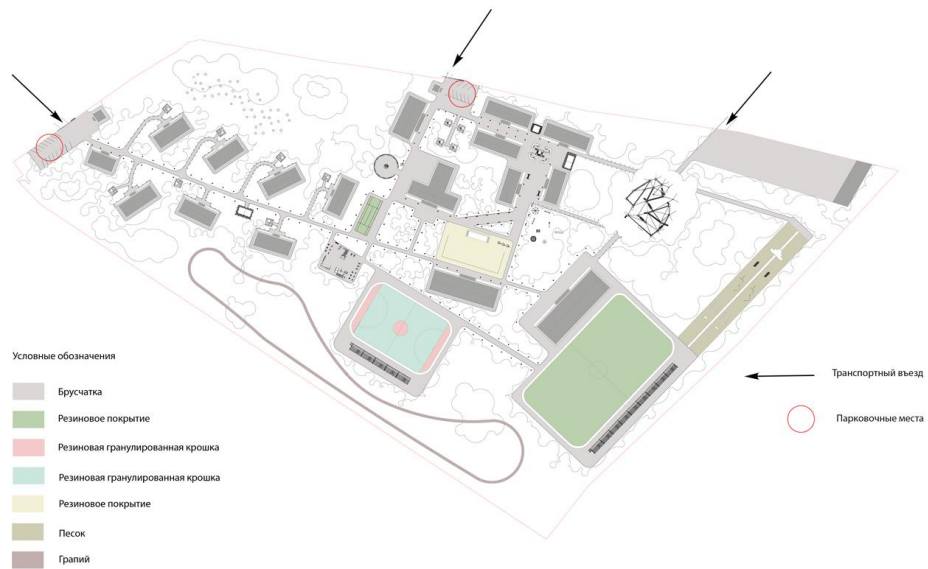 Условные обозначения
Брусчатка
Резиновое покрытие
Резиновая гранулированная крошка
Резиновая гранулированная крошка
Резиновое покрытие
Песок
Грапий
Транспортный въезд
Парковочные места